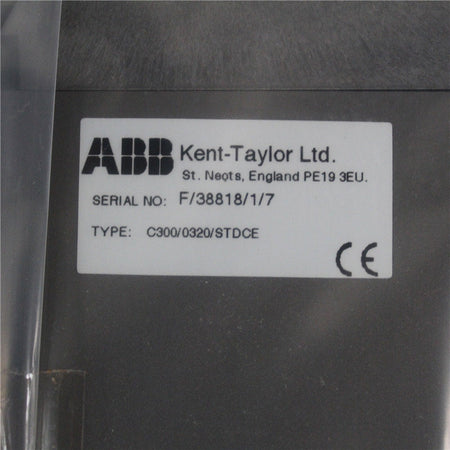 ABB Kent-Taylor Ltd.
St. Neots, England PE19 3EU.
SERIAL NO: F/38818/1/7
TYPE: C300/0320/STDCE
CE